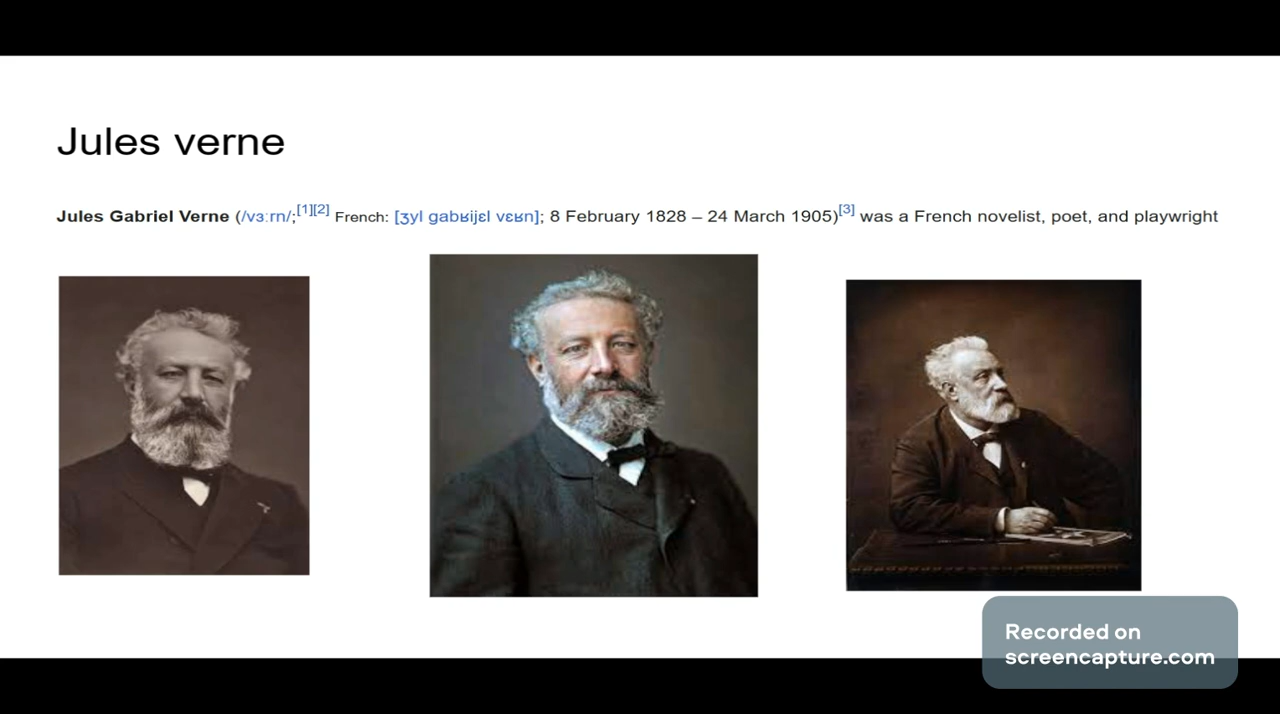 Jules verne
Jules Gabriel Verne (/vɜːrn/;[1][2] French: [ʒyl ɡabʁijɛl vɛʁn]; 8 February 1828 – 24 March 1905)[3] was a French novelist, poet, and playwright
Recorded on
screencapture.com